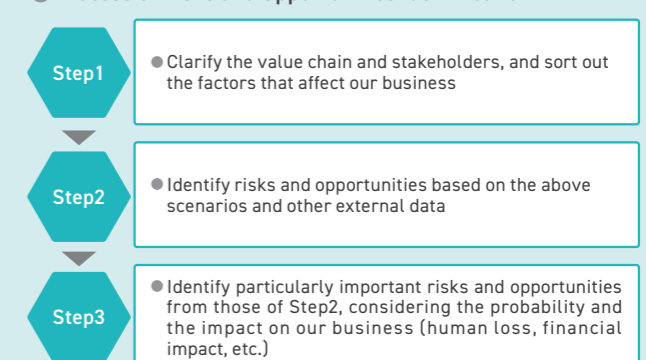 Step1
● Clarify the value chain and stakeholders, and sort out
the factors that affect our business
Step2
● Identify risks and opportunities based on the above
scenarios and other external data
Step3
● Identify particularly important risks and opportunities
from those of Step2, considering the probability and
the impact on our business (human loss, financial
impact, etc.)